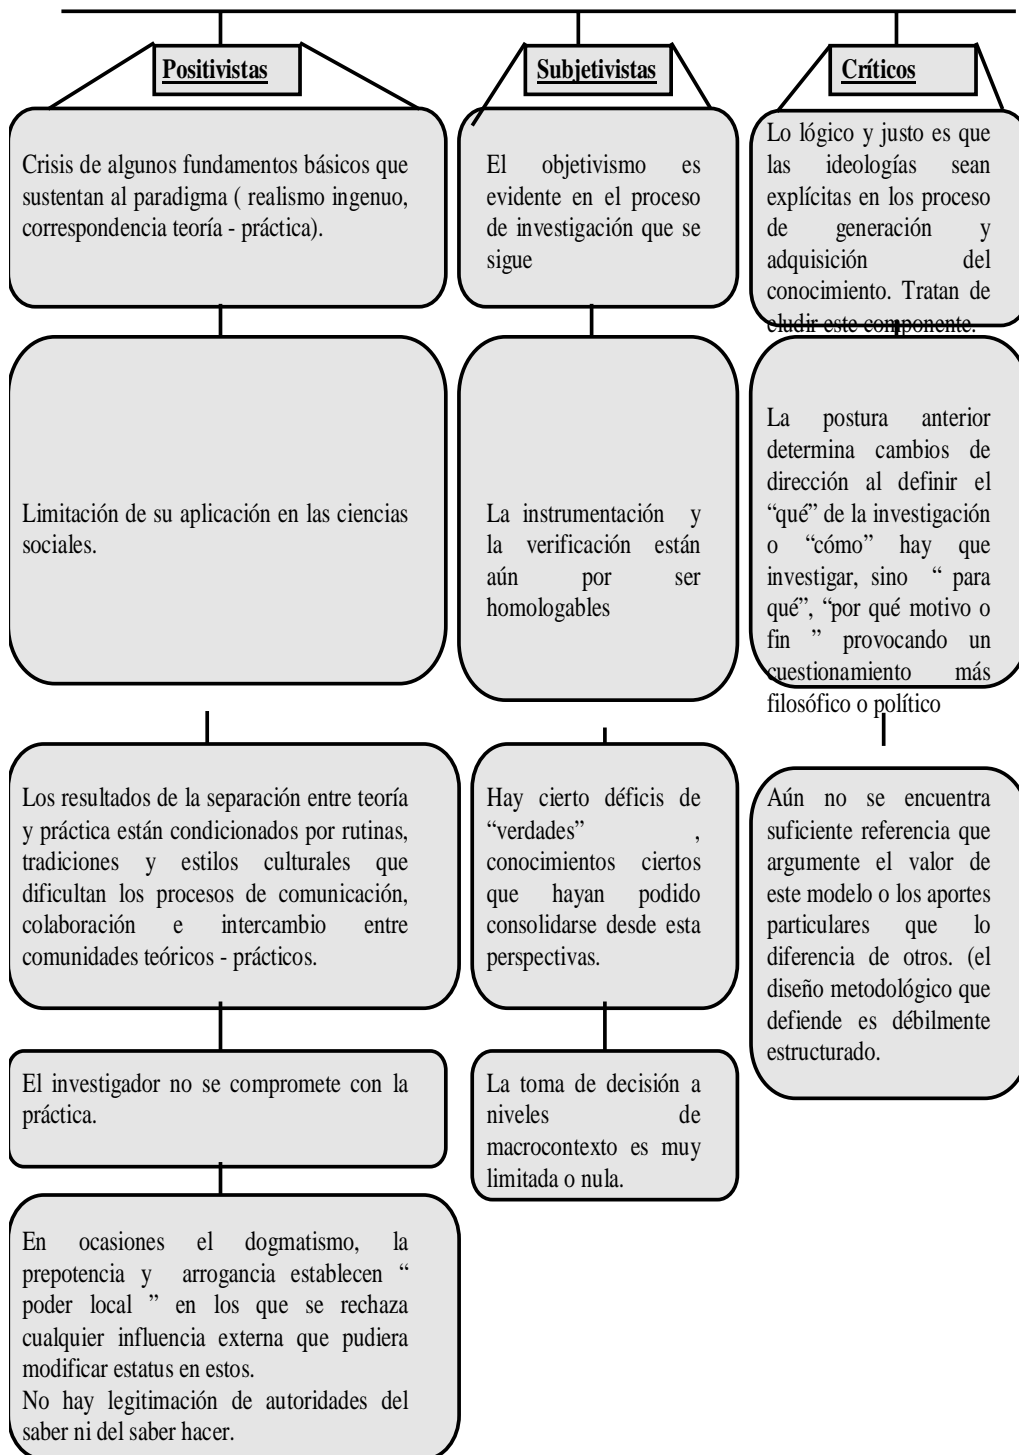 Positivistas
Crisis de algunos fundamentos básicos que
sustentan al paradigma ( realismo ingenuo,
correspondencia teoría - práctica).
Limitación de su aplicación en las ciencias
sociales.
Los resultados de la separación entre teoría
y práctica están condicionados por rutinas,
tradiciones y estilos culturales que
dificultan los procesos de comunicación,
colaboración e intercambio entre
comunidades teóricos - prácticos.
El investigador no se compromete con la
práctica.
En ocasiones el dogmatismo, la
prepotencia y arrogancia establecen “
poder local ” en los que se rechaza
cualquier influencia externa que pudiera
modificar estatus en estos.
No hay legitimación de autoridades del
saber ni del saber hacer.
Subjetivistas
El objetivismo es
evidente en el proceso
de investigación que se
sigue
La instrumentación y
la verificación están
aún por ser
homologables
Hay cierto déficis de
“verdades” ,
conocimientos ciertos
que hayan podido
consolidarse desde esta
perspectivas.
La toma de decisión a
niveles de
macrocontexto es muy
limitada o nula.
Críticos
Lo lógico y justo es que
las ideologías sean
explícitas en los proceso
de generación y
adquisición del
conocimiento. Tratan de
eludir este componente.
La postura anterior
determina cambios de
dirección al definir el
“qué” de la investigación
o “cómo” hay que
investigar, sino “ para
qué”, “por qué motivo o
fin ” provocando un
cuestionamiento más
filosófico o político
Aún no se encuentra
suficiente referencia que
argumente el valor de
este modelo o los aportes
particulares que lo
diferencia de otros. (el
diseño metodológico que
defiende es débilmente
estructurado.